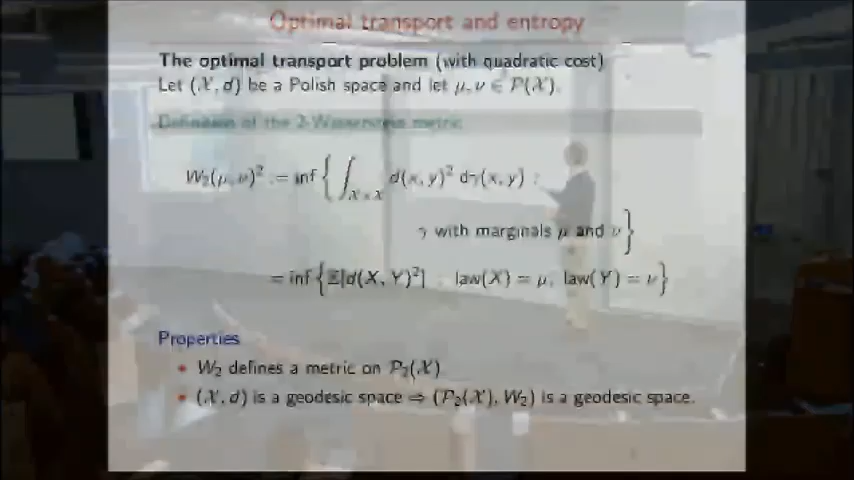 Optimal transport and entropy
The optimal transport problem (with quadratic cost)
Let (𝒳, d) be a Polish space and let μ, ν ∈ P(𝒳).
Definition of the 2-Wasserstein metric
W₂(μ, ν)² := inf { ∫_{𝒳×𝒳} d(x, y)² dγ(x, y) :
γ with marginals μ and ν }
= inf { 𝔼[d(X, Y)²] : law(X) = μ, law(Y) = ν }
Properties
• W₂ defines a metric on P₂(𝒳)
• (𝒳, d) is a geodesic space ⇒ (P₂(𝒳), W₂) is a geodesic space.